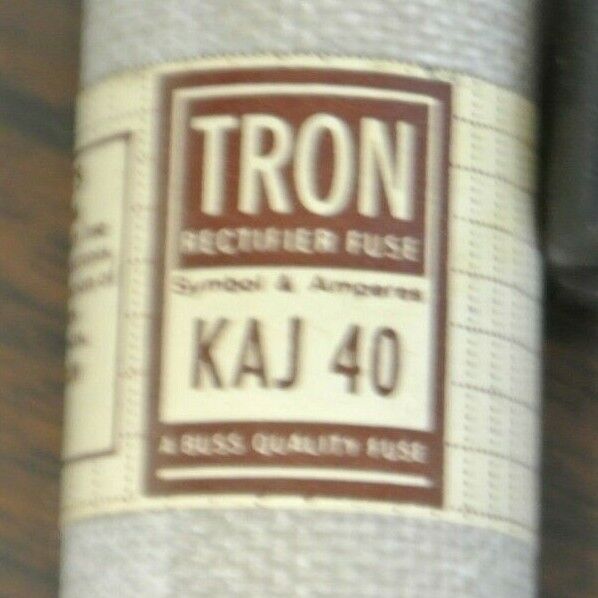 TRON
RECTIFIER FUSE
Symbol & Amperes
KAJ 40
A BUSS QUALITY FUSE